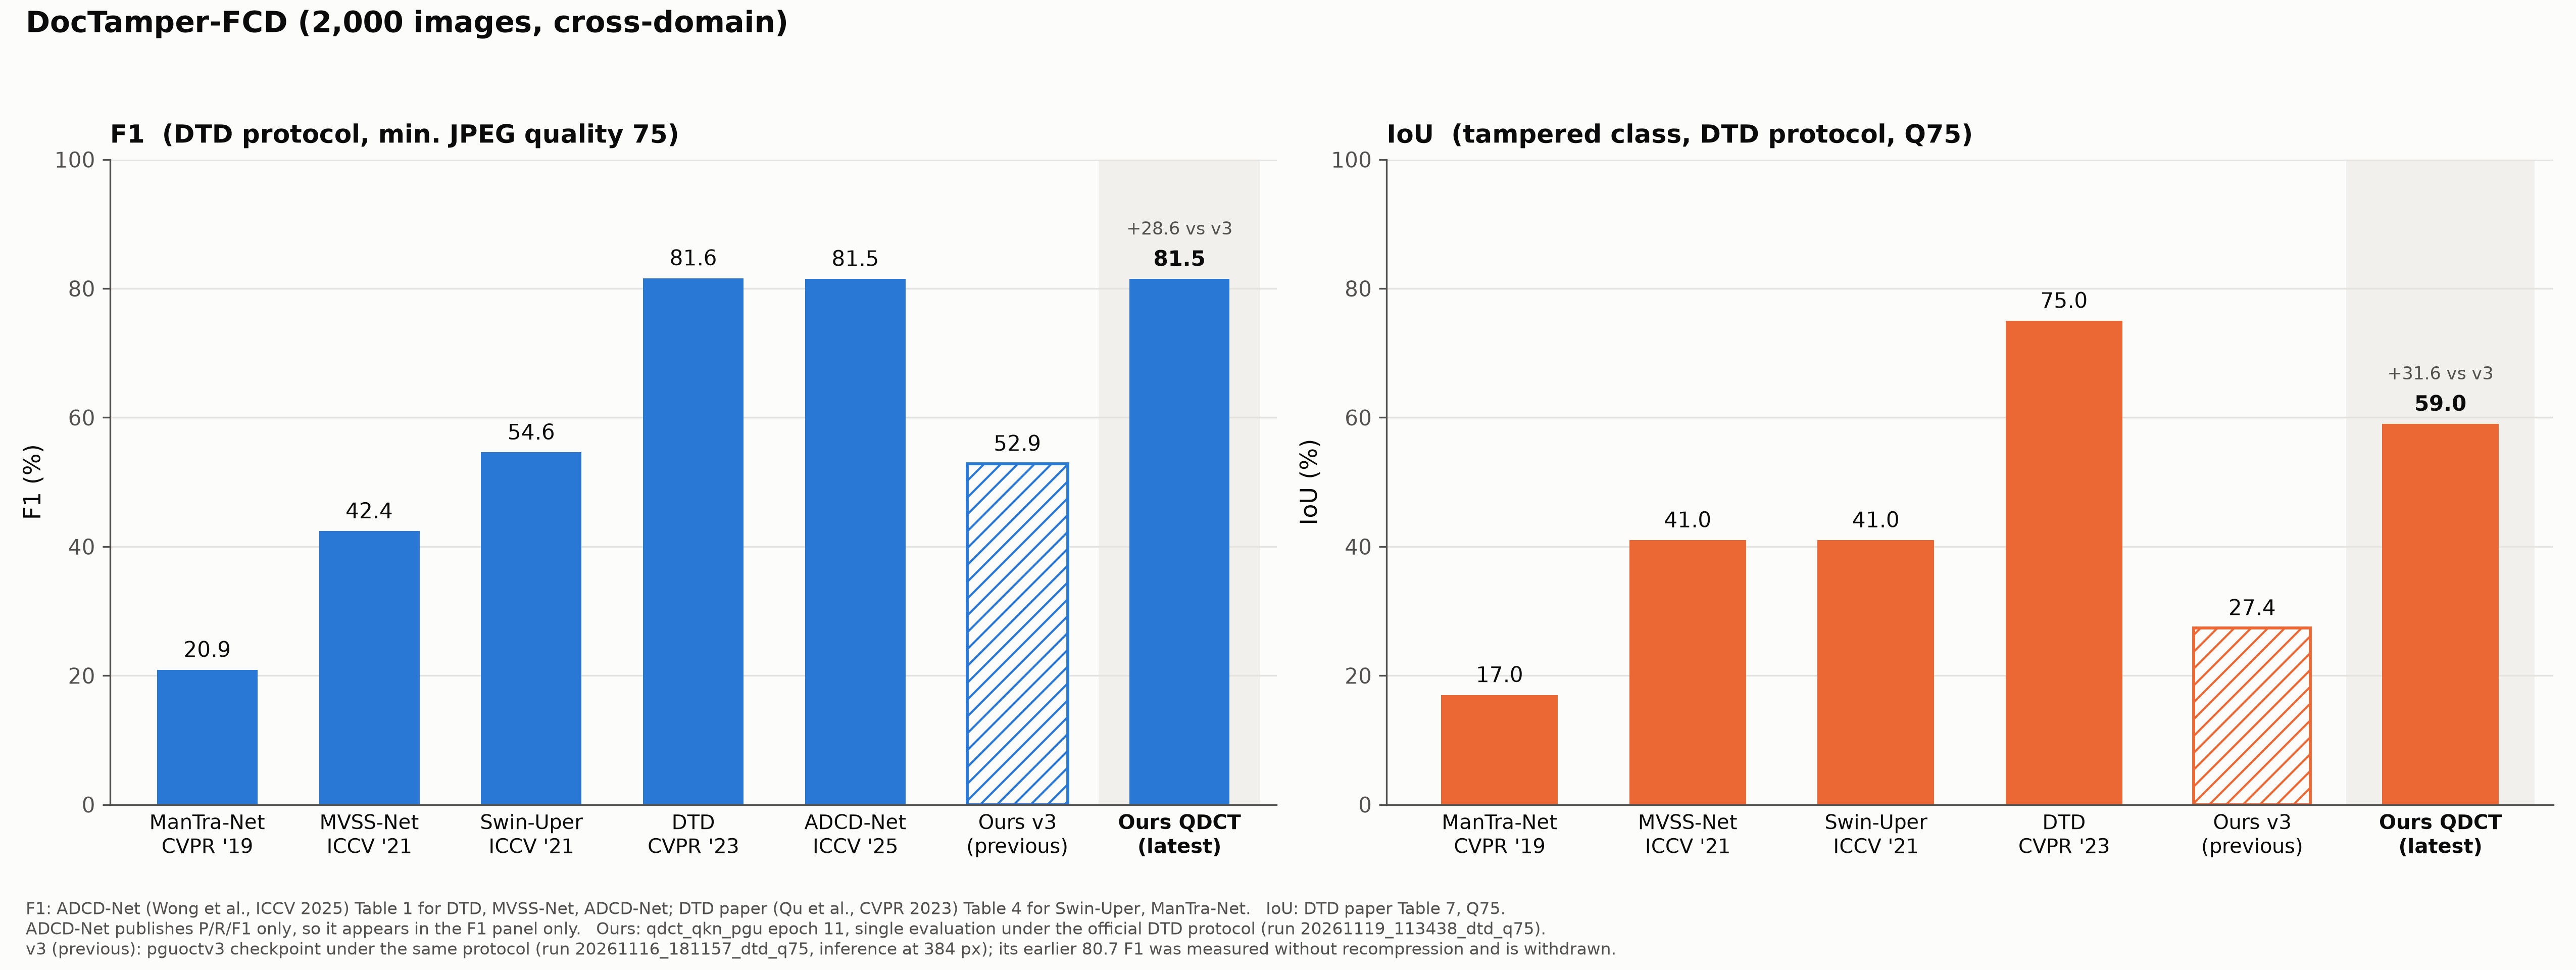 DocTamper-FCD (2,000 images, cross-domain)
F1  (DTD protocol, min. JPEG quality 75)
F1 (%)
100
80
60
40
20
0
20.9
42.4
54.6
81.6
81.5
52.9
+28.6 vs v3
81.5
ManTra-Net
CVPR '19
MVSS-Net
ICCV '21
Swin-Uper
ICCV '21
DTD
CVPR '23
ADCD-Net
ICCV '25
Ours v3
(previous)
Ours QDCT
(latest)
IoU  (tampered class, DTD protocol, Q75)
IoU (%)
100
80
60
40
20
0
17.0
41.0
41.0
75.0
27.4
+31.6 vs v3
59.0
ManTra-Net
CVPR '19
MVSS-Net
ICCV '21
Swin-Uper
ICCV '21
DTD
CVPR '23
Ours v3
(previous)
Ours QDCT
(latest)
F1: ADCD-Net (Wong et al., ICCV 2025) Table 1 for DTD, MVSS-Net, ADCD-Net; DTD paper (Qu et al., CVPR 2023) Table 4 for Swin-Uper, ManTra-Net.   IoU: DTD paper Table 7, Q75.
ADCD-Net publishes P/R/F1 only, so it appears in the F1 panel only.   Ours: qdct_qkn_pgu epoch 11, single evaluation under the official DTD protocol (run 20261119_113438_dtd_q75).
v3 (previous): pguoctv3 checkpoint under the same protocol (run 20261116_181157_dtd_q75, inference at 384 px); its earlier 80.7 F1 was measured without recompression and is withdrawn.